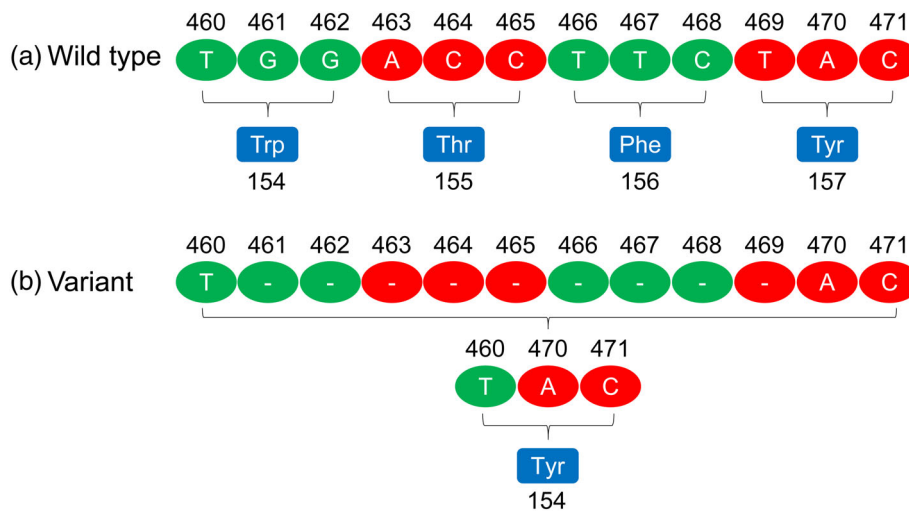 460 461 462 463 464 465 466 467 468 469 470 471
(a) Wild type T G G A C C T T C T A C
Trp Thr Phe Tyr
154 155 156 157
460 461 462 463 464 465 466 467 468 469 470 471
(b) Variant T - - - - - - - - - A C
460 470 471
T A C
Tyr
154